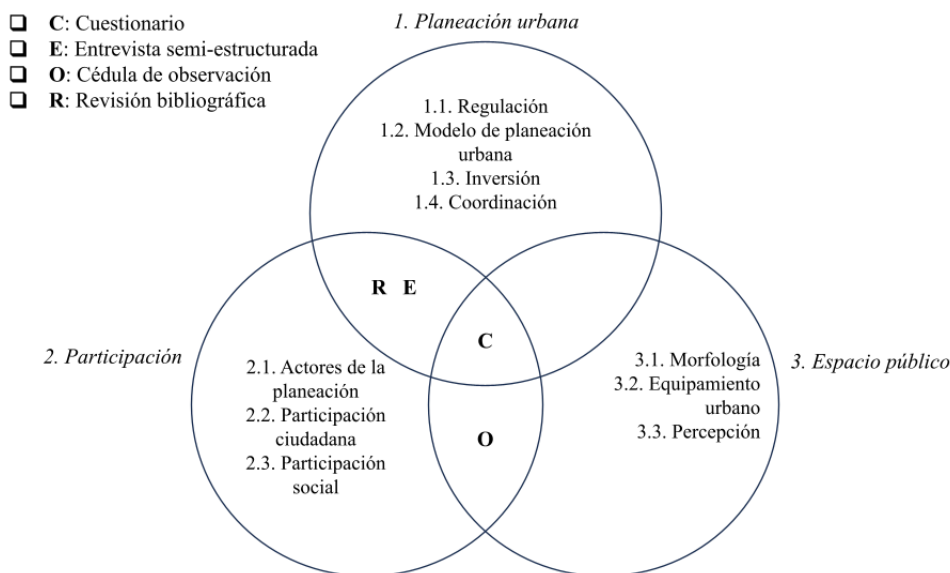 C: Cuestionario
E: Entrevista semi-estructurada
O: Cédula de observación
R: Revisión bibliográfica
1. Planeación urbana
1.1. Regulación
1.2. Modelo de planeación
urbana
1.3. Inversión
1.4. Coordinación
R E
C
2. Participación
2.1. Actores de la
planeación
2.2. Participación
ciudadana
2.3. Participación
social
O
3.1. Morfología
3.2. Equipamiento
urbano
3.3. Percepción
3. Espacio público